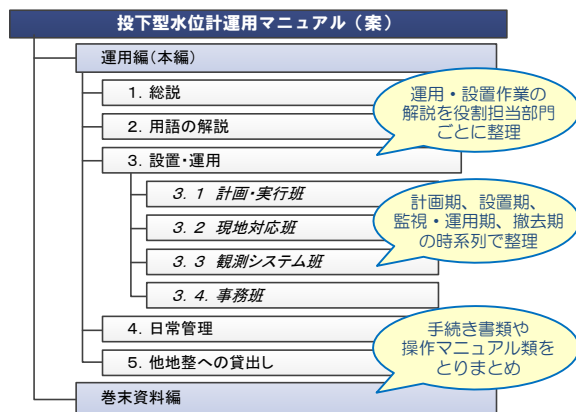 投下型水位計運用マニュアル（案）
運用編（本編）
1. 総説
2. 用語の解説
3. 設置・運用
3. 1 計画・実行班
3. 2 現地対応班
3. 3 観測システム班
3. 4. 事務班
4. 日常管理
5. 他地整への貸出し
巻末資料編
運用・設置作業の
解説を役割担当部門
ごとに整理
計画期、設置期、
監視・運用期、撤去期
の時系列で整理
手続き書類や
操作マニュアル類を
とりまとめ